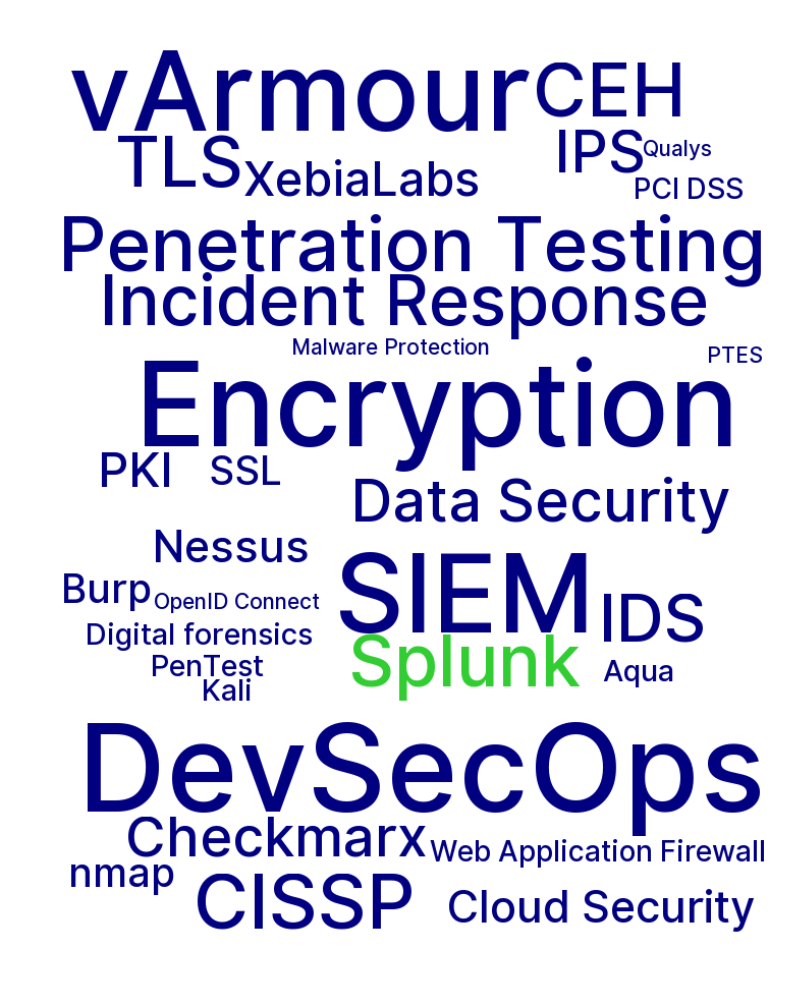 vArmour CEH
TLS XebiaLabs IPS Qualys
PCI DSS
Penetration Testing
Incident Response
Malware Protection PTES
Encryption
PKI SSL
Data Security
Nessus
SIEM
Burp OpenID Connect IDS
Digital forensics
Splunk
PenTest Aqua
Kali
DevSecOps
Checkmarx Web Application Firewall
nmap
CISSP Cloud Security